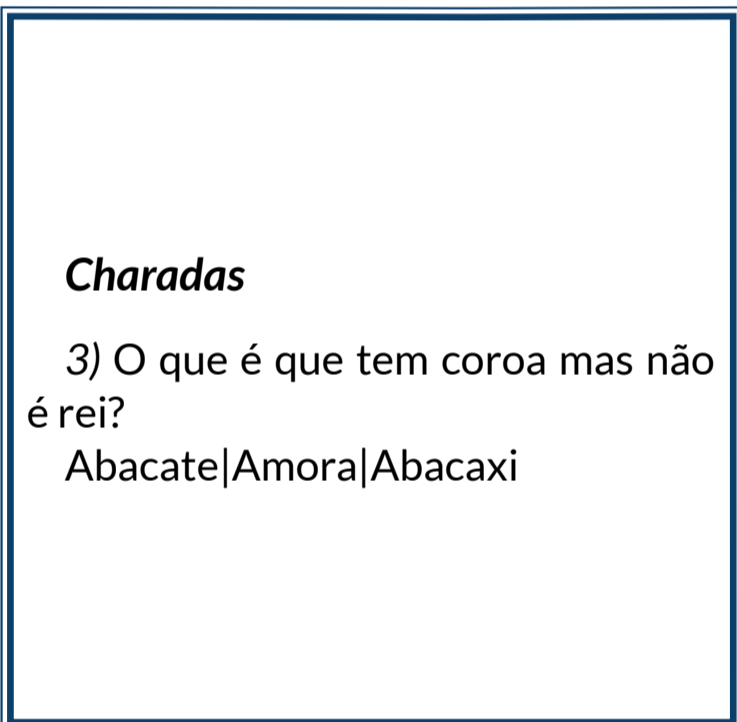 Charadas
3) O que é que tem coroa mas não
é rei?
Abacate|Amora|Abacaxi